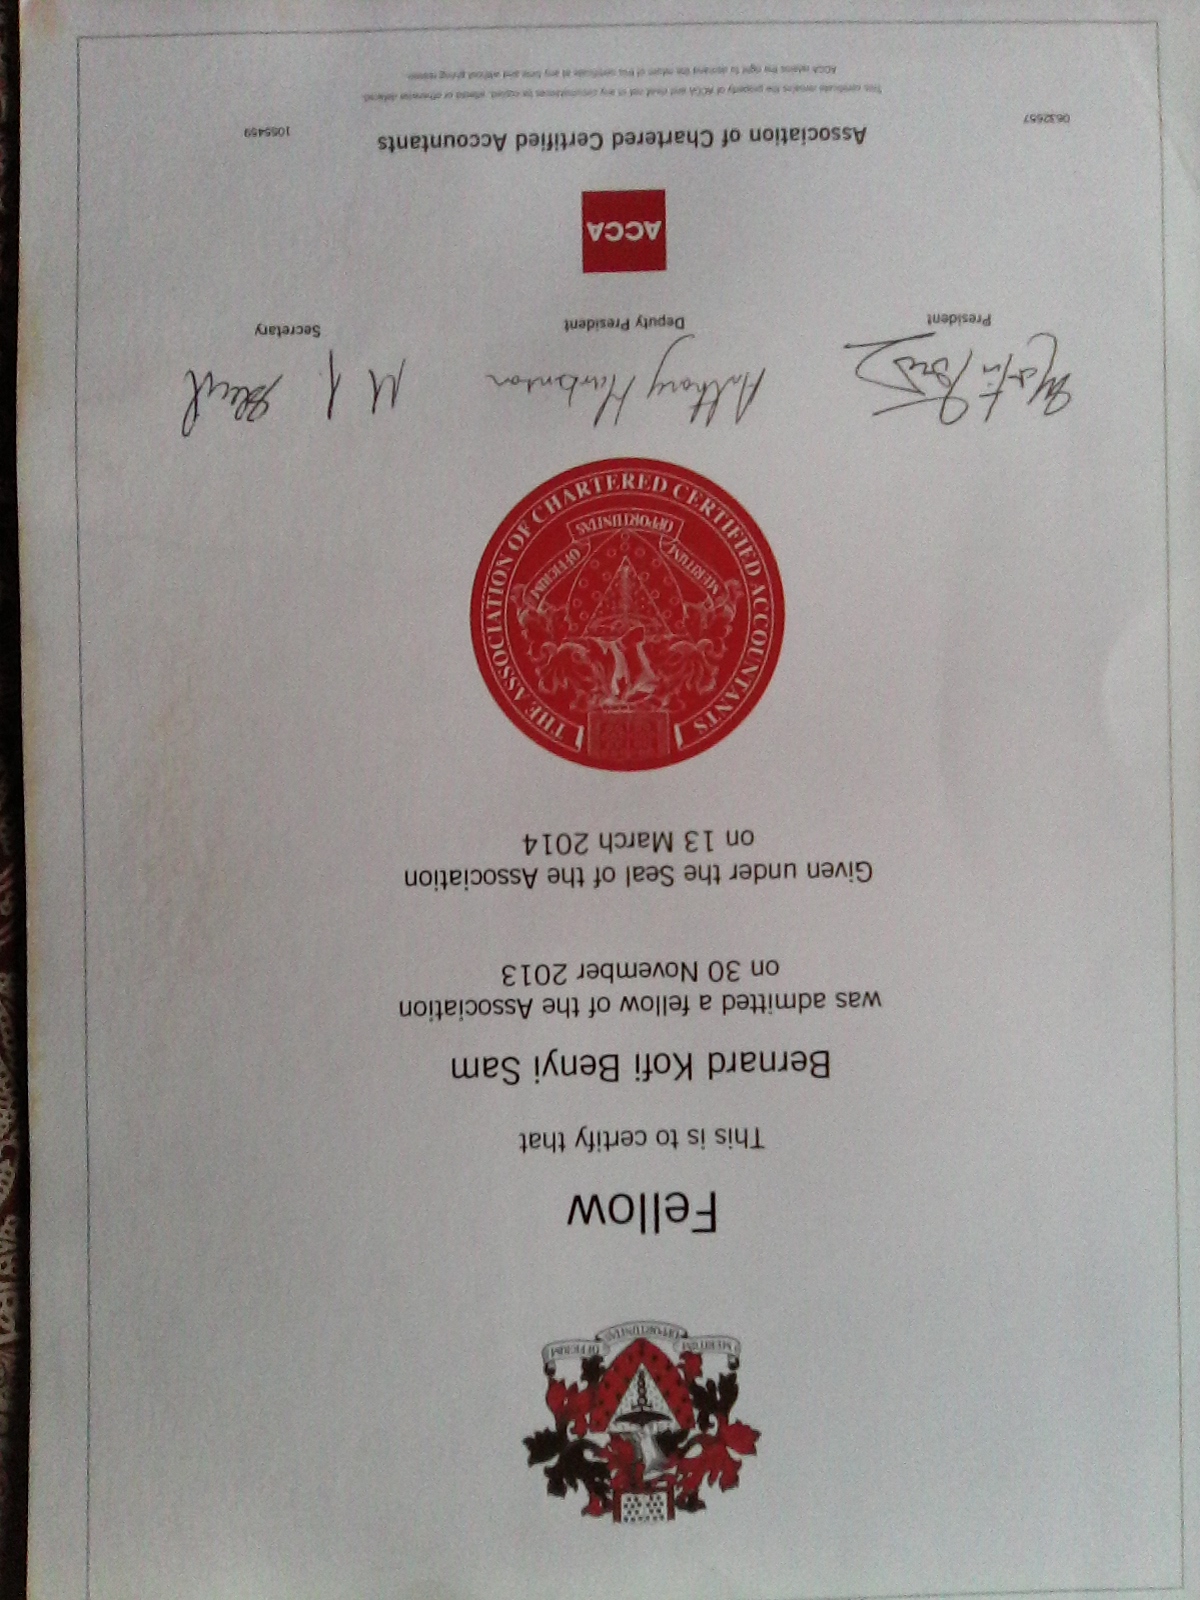 MERITUM OPPORTUNITAS OFFICIUM
Fellow
This is to certify that
Bernard Kofi Benyi Sam
was admitted a fellow of the Association
on 30 November 2013
Given under the Seal of the Association
on 13 March 2014
THE ASSOCIATION OF CHARTERED CERTIFIED ACCOUNTANTS
MERITUM OPPORTUNITAS OFFICIUM
Martin Anthony Harbinson M
President Deputy President Secretary
ACCA
Association of Chartered Certified Accountants
0632657 1055459
This certificate remains the property of ACCA and must not in any circumstances be copied, altered or otherwise defaced.
ACCA retains the right to demand the return of this certificate at any time and without giving reason.